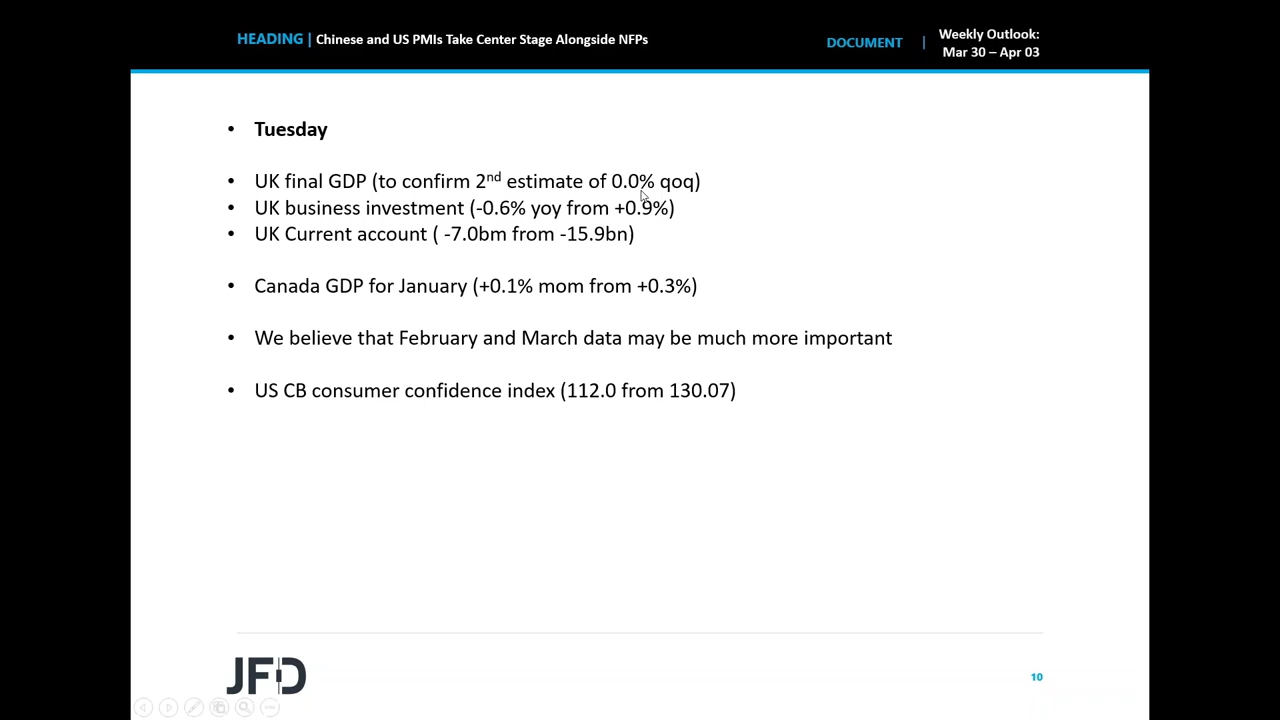 HEADING | Chinese and US PMIs Take Center Stage Alongside NFPs
DOCUMENT | Weekly Outlook:
Mar 30 – Apr 03
• Tuesday
• UK final GDP (to confirm 2nd estimate of 0.0% qoq)
• UK business investment (-0.6% yoy from +0.9%)
• UK Current account ( -7.0bm from -15.9bn)
• Canada GDP for January (+0.1% mom from +0.3%)
• We believe that February and March data may be much more important
• US CB consumer confidence index (112.0 from 130.07)
JFD
10